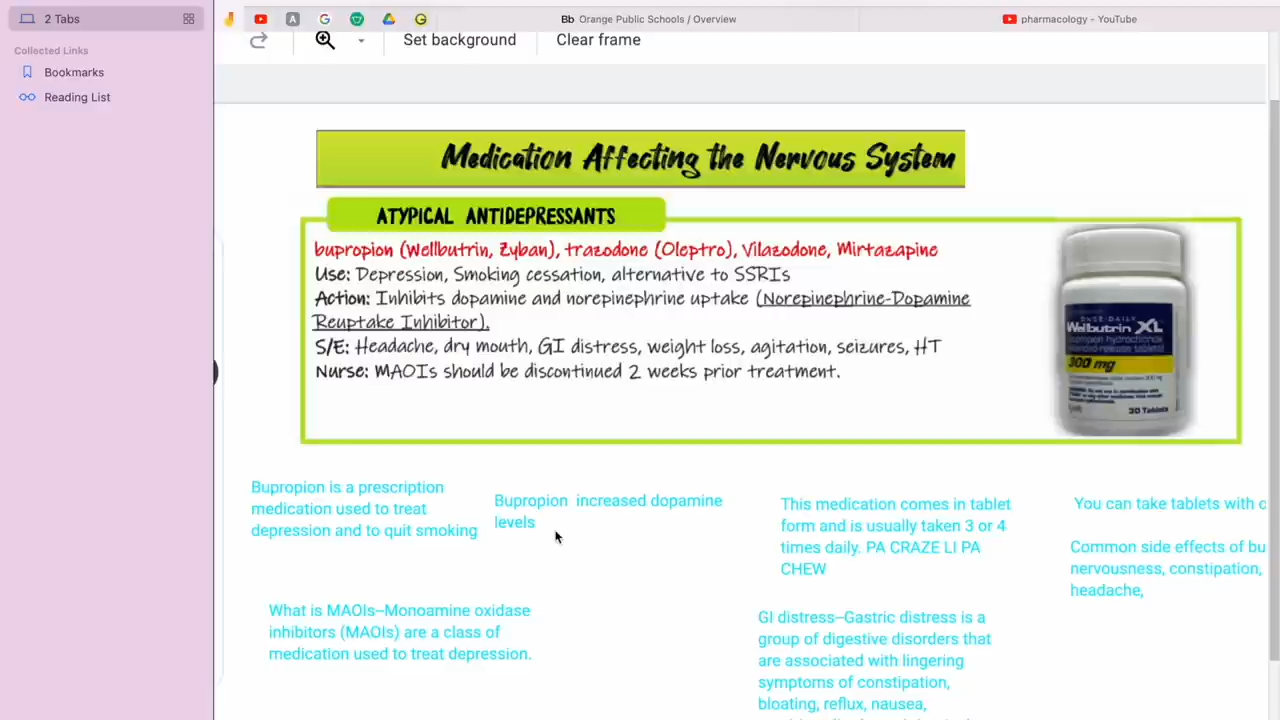 2 Tabs
Collected Links
Bookmarks
Reading List
Bb Orange Public Schools / Overview
pharmacology - YouTube
Set background
Clear frame
Medication Affecting the Nervous System
ATYPICAL ANTIDEPRESSANTS
bupropion (Wellbutrin, Zyban), trazodone (Oleptro), Vilazodone, Mirtazapine
Use: Depression, Smoking cessation, alternative to SSRIs
Action: Inhibits dopamine and norepinephrine uptake (Norepinephrine-Dopamine
Reuptake Inhibitor).
S/E: Headache, dry mouth, GI distress, weight loss, agitation, seizures, HT
Nurse: MAOIs should be discontinued 2 weeks prior treatment.
ONCE-DAILY
Wellbutrin XL
300 mg
30 Tablets
Bupropion is a prescription
medication used to treat
depression and to quit smoking
Bupropion increased dopamine
levels
This medication comes in tablet
form and is usually taken 3 or 4
times daily. PA CRAZE LI PA
CHEW
You can take tablets with
Common side effects of bu
nervousness, constipation,
headache,
What is MAOIs–Monoamine oxidase
inhibitors (MAOIs) are a class of
medication used to treat depression.
GI distress–Gastric distress is a
group of digestive disorders that
are associated with lingering
symptoms of constipation,
bloating, reflux, nausea,